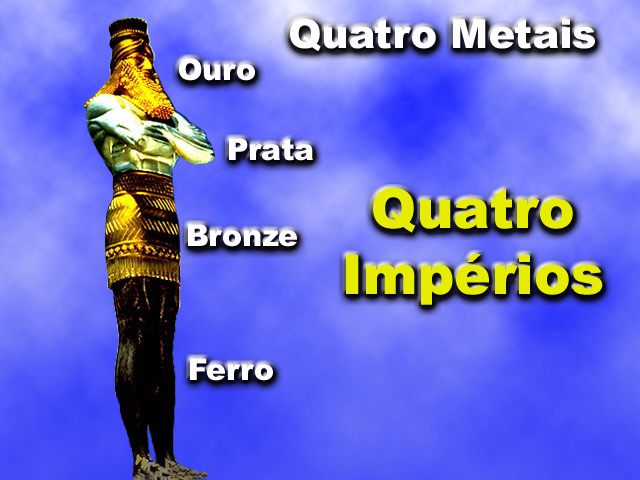 Quatro Metais
Ouro
Prata
Quatro
Impérios
Bronze
Ferro